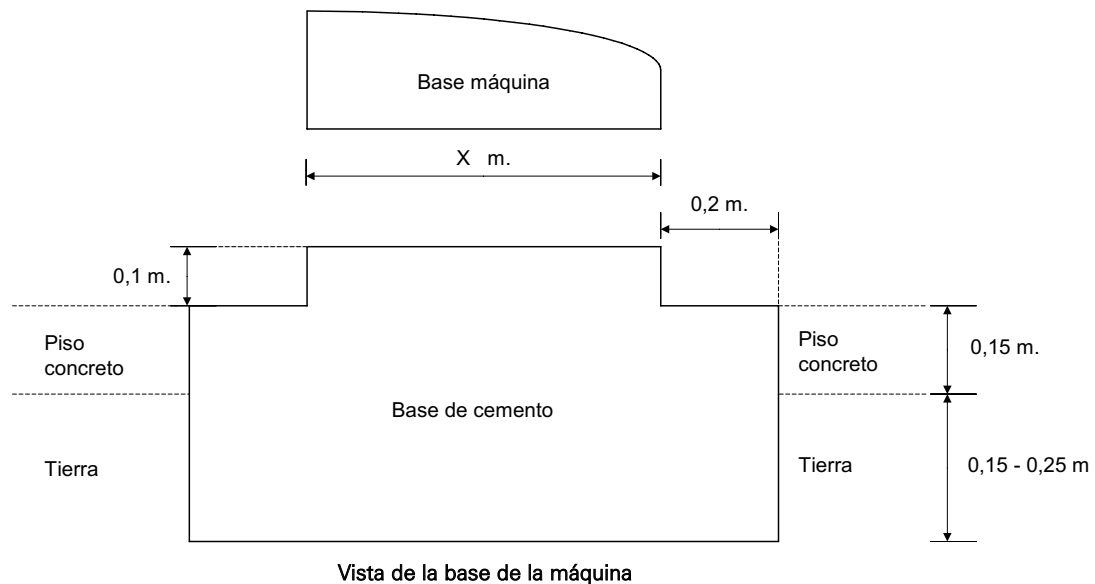 Base máquina
X m.
0,2 m.
0,1 m.
Piso
concreto
Piso
concreto
0,15 m.
Base de cemento
Tierra
Tierra
0,15 - 0,25 m
Vista de la base de la máquina